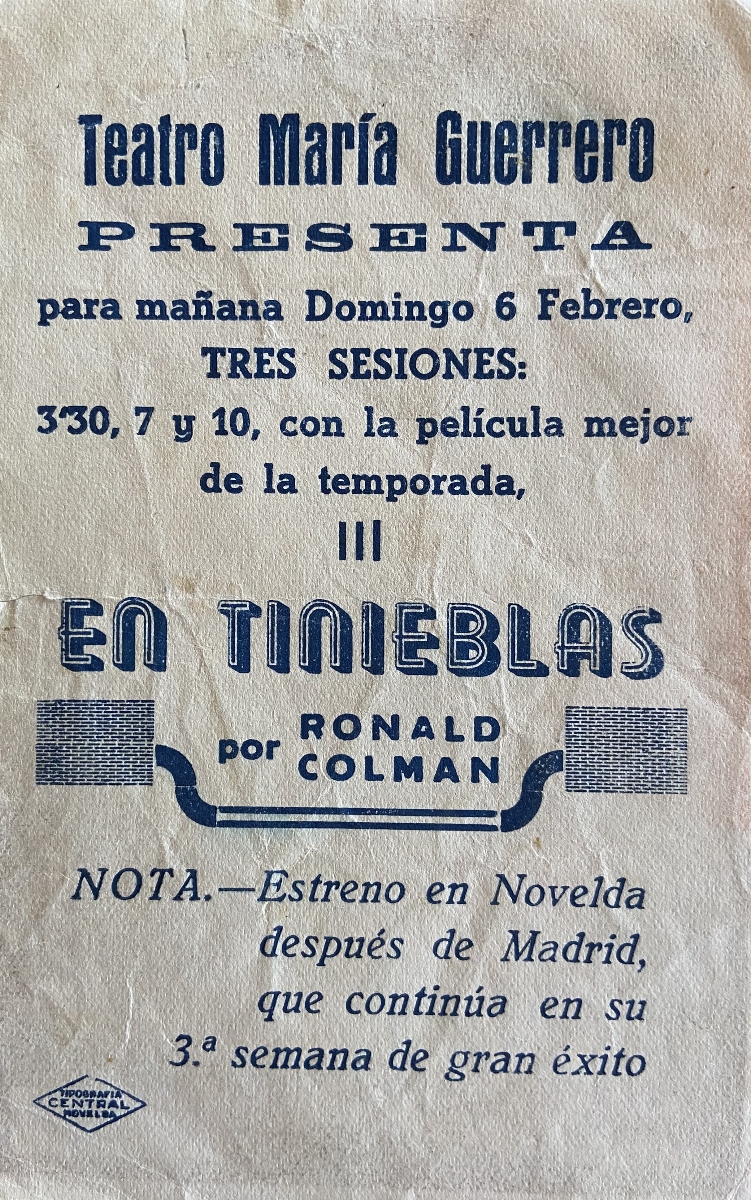 Teatro María Guerrero
PRESENTA
para mañana Domingo 6 Febrero,
TRES SESIONES:
3'30, 7 y 10, con la película mejor
de la temporada,
EN TINIEBLAS
por RONALD
COLMAN
NOTA.—Estreno en Novelda
después de Madrid,
que continúa en su
3.ª semana de gran éxito
TIPOGRAFIA
CENTRAL
NOVELDA